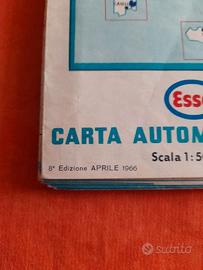 Esso
CARTA AUTOM
Scala 1:5
8ª Edizione APRILE 1966
subito